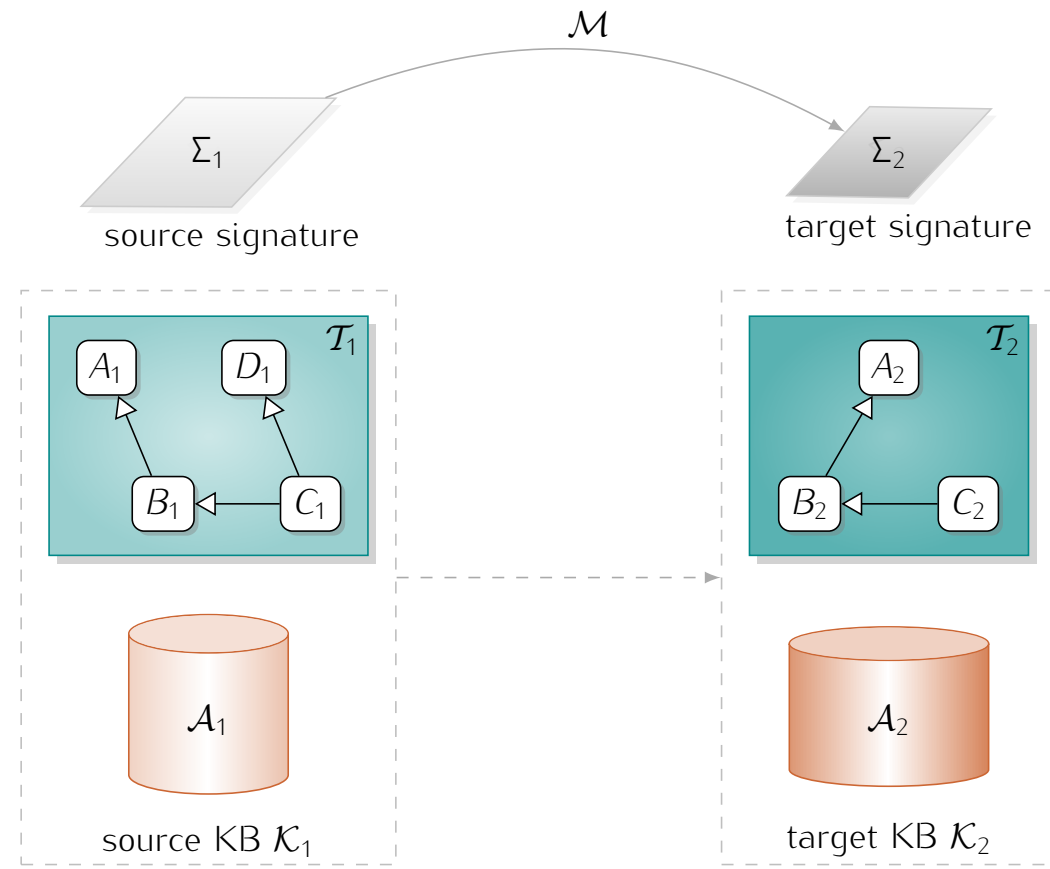 ℳ
Σ₁
Σ₂
source signature
target signature
𝒯₁
A₁
D₁
B₁
C₁
𝒜₁
source KB 𝒦₁
𝒯₂
A₂
B₂
C₂
𝒜₂
target KB 𝒦₂